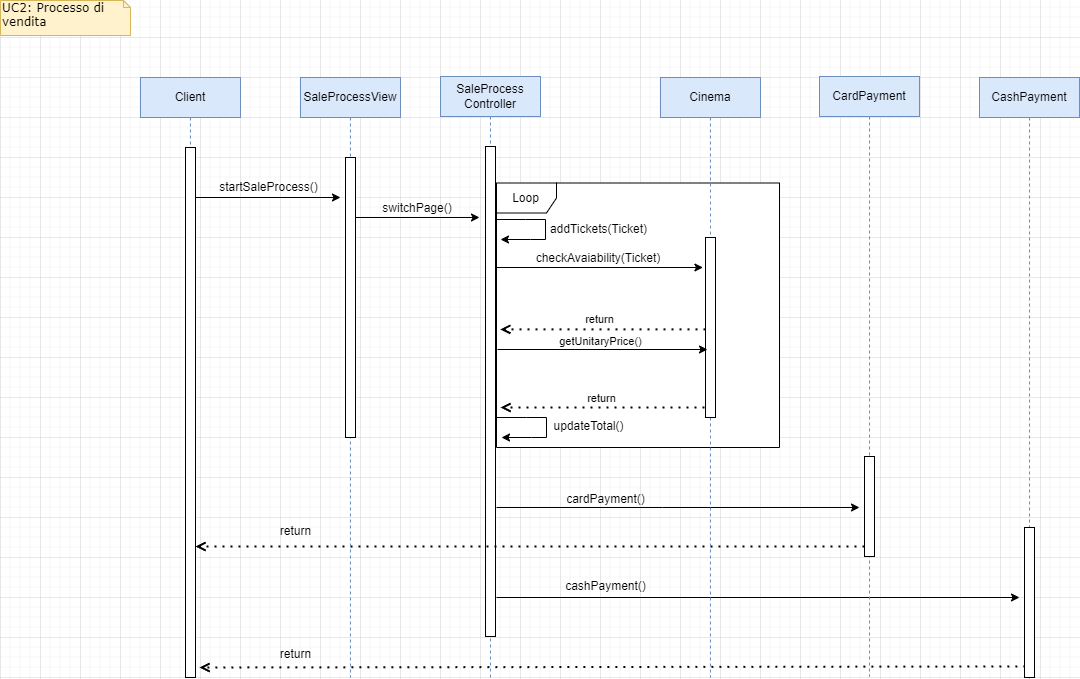 UC2: Processo di
vendita
Client
SaleProcessView
SaleProcess
Controller
Cinema
CardPayment
CashPayment
startSaleProcess()
switchPage()
Loop
addTickets(Ticket)
checkAvaiability(Ticket)
return
getUnitaryPrice()
return
updateTotal()
cardPayment()
return
cashPayment()
return